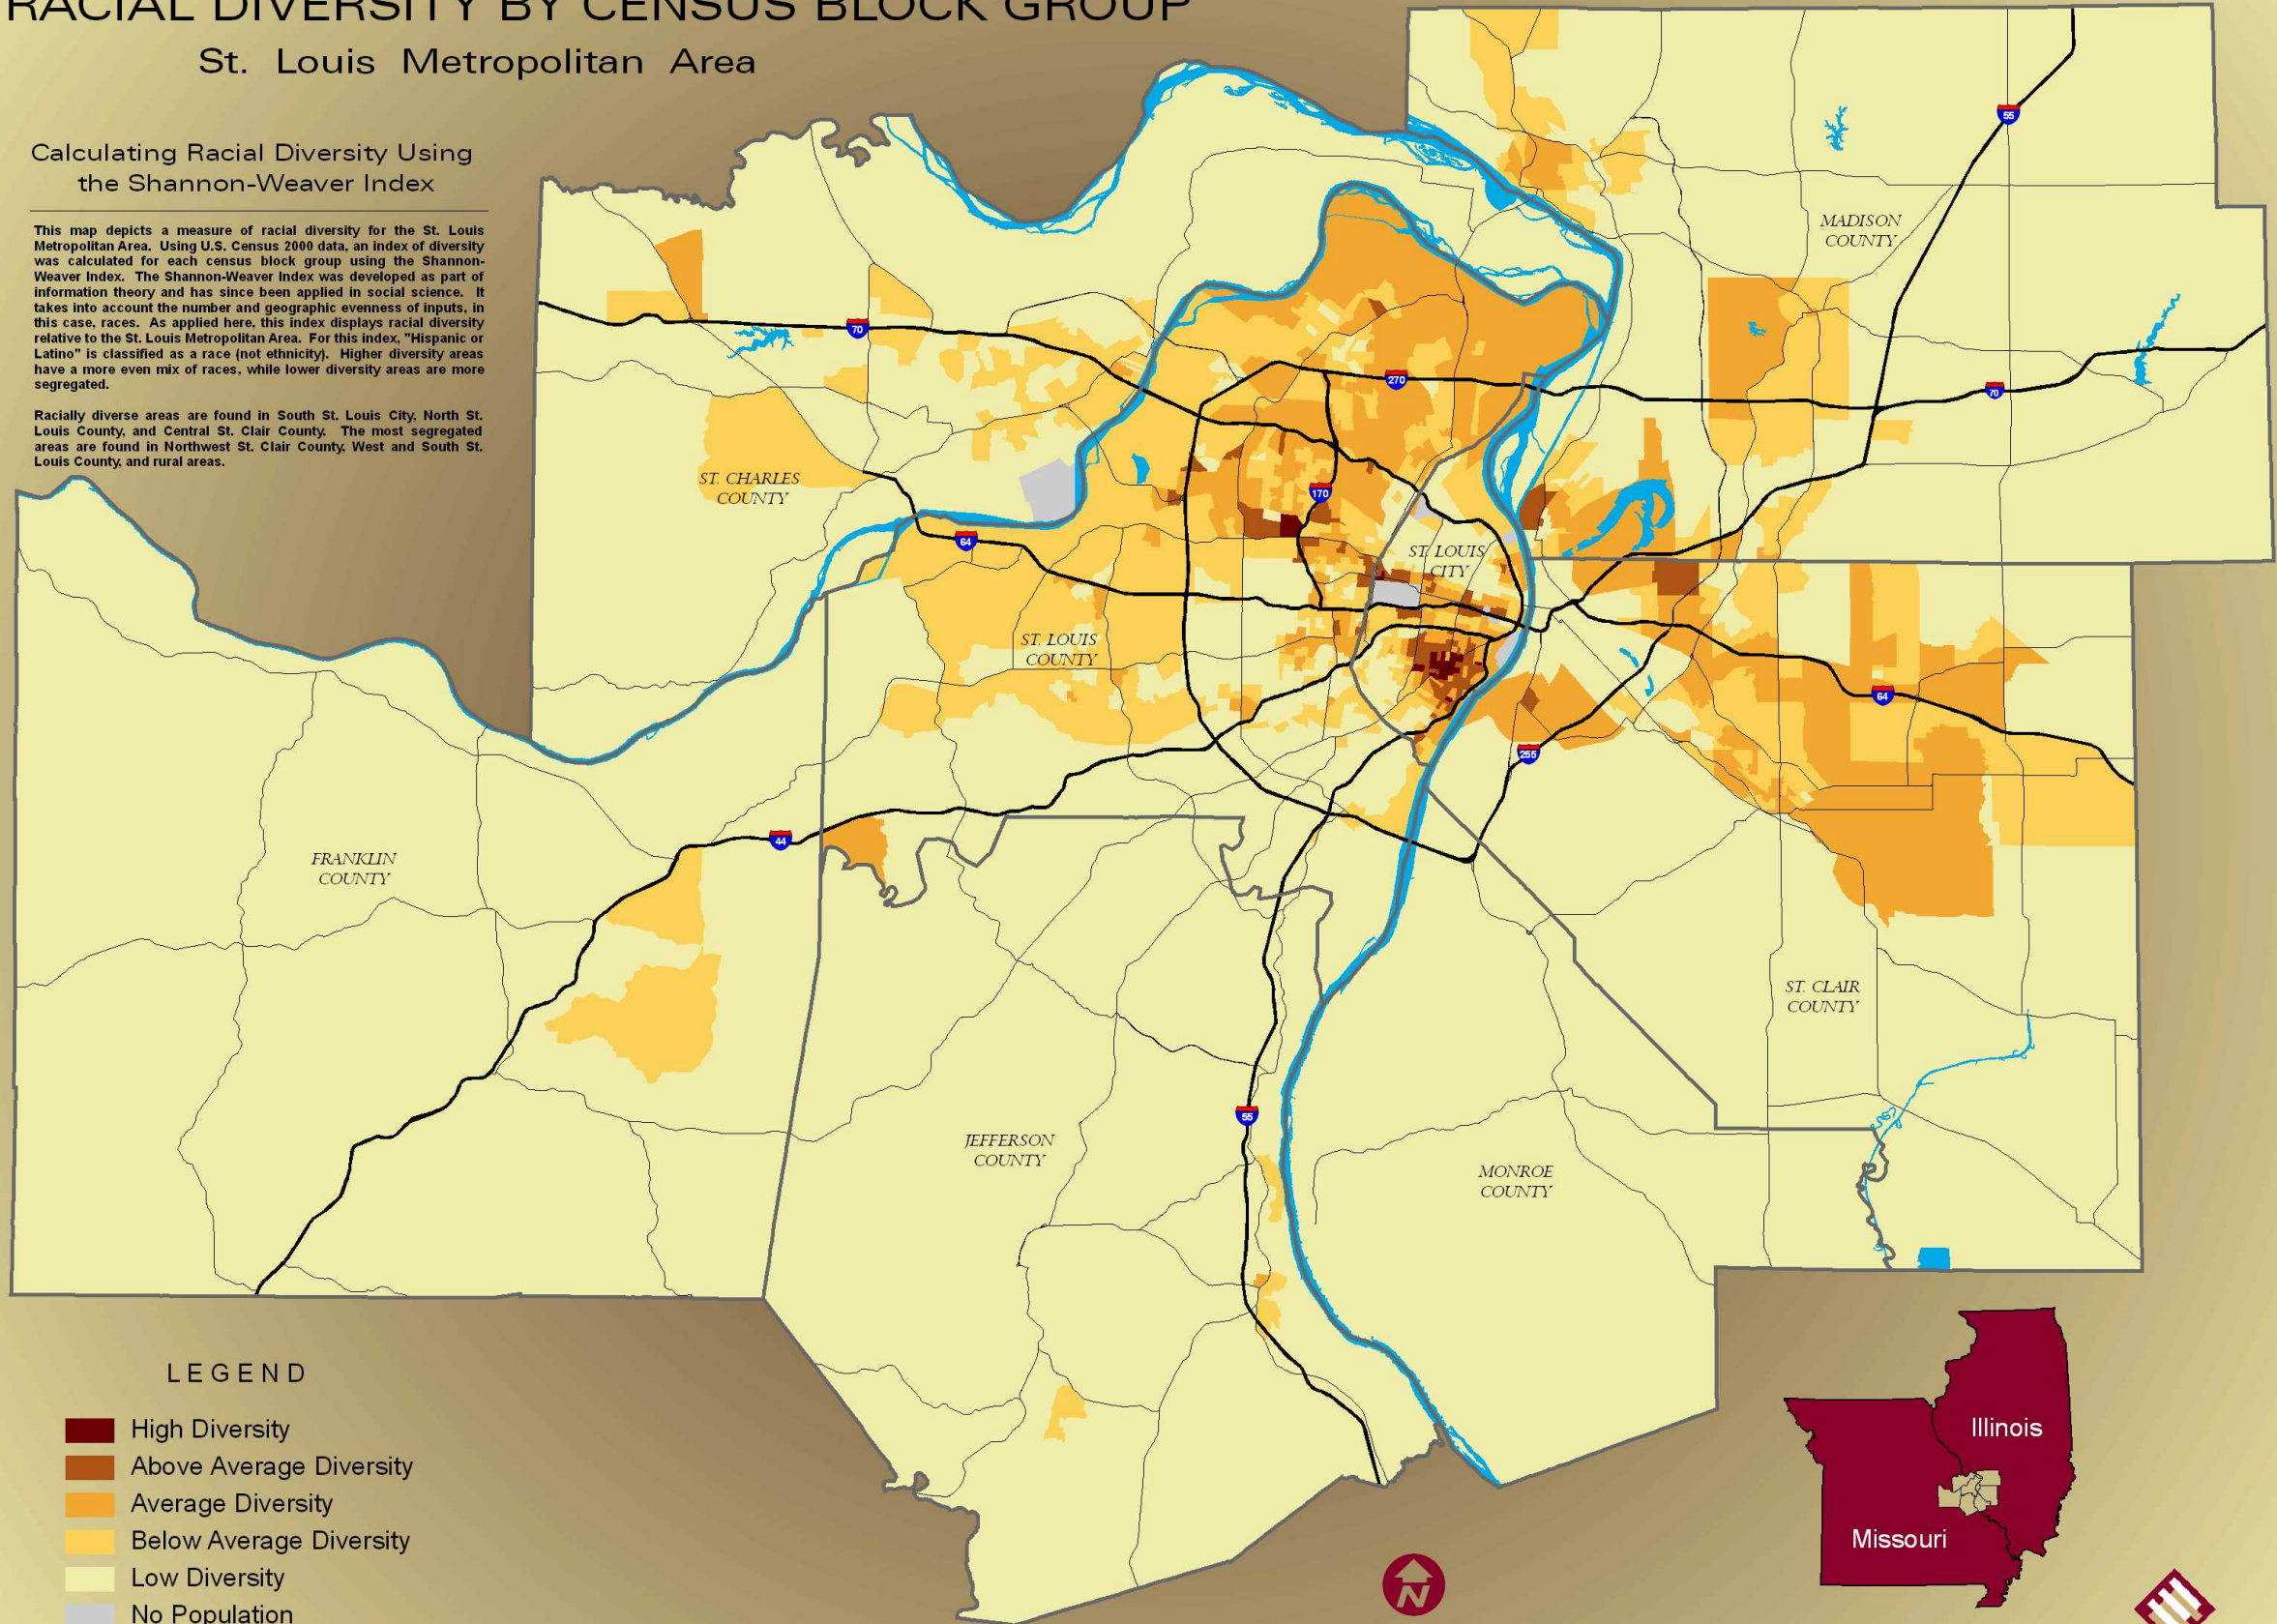 RACIAL DIVERSITY BY CENSUS BLOCK GROUP
St. Louis Metropolitan Area
Calculating Racial Diversity Using
the Shannon-Weaver Index
This map depicts a measure of racial diversity for the St. Louis
Metropolitan Area. Using U.S. Census 2000 data, an index of diversity
was calculated for each census block group using the Shannon-
Weaver Index. The Shannon-Weaver Index was developed as part of
information theory and has since been applied in social science. It
takes into account the number and geographic evenness of inputs, in
this case, races. As applied here, this index displays racial diversity
relative to the St. Louis Metropolitan Area. For this index, "Hispanic or
Latino" is classified as a race (not ethnicity). Higher diversity areas
have a more even mix of races, while lower diversity areas are more
segregated.
Racially diverse areas are found in South St. Louis City, North St.
Louis County, and Central St. Clair County. The most segregated
areas are found in Northwest St. Clair County, West and South St.
Louis County, and rural areas.
55
MADISON
COUNTY
70
270
70
ST. CHARLES
COUNTY
170
64
ST. LOUIS
CITY
ST. LOUIS
COUNTY
64
255
44
FRANKLIN
COUNTY
ST. CLAIR
COUNTY
55
JEFFERSON
COUNTY
MONROE
COUNTY
LEGEND
High Diversity
Above Average Diversity
Average Diversity
Below Average Diversity
Low Diversity
No Population
N
Illinois
Missouri